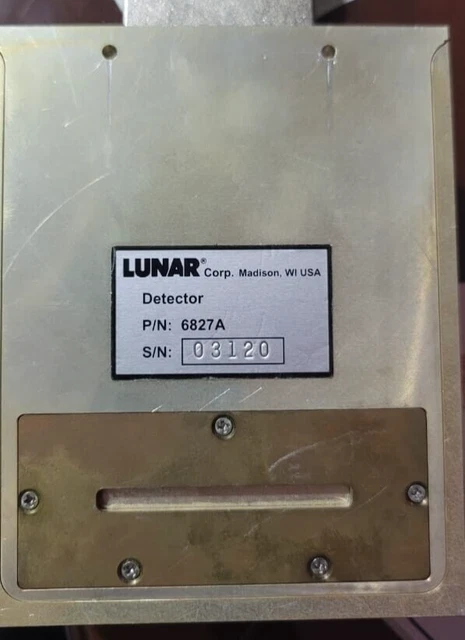 LUNAR® Corp. Madison, WI USA
Detector
P/N: 6827A
S/N: 03120